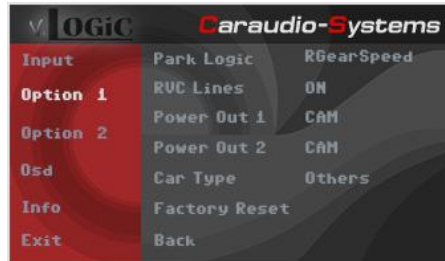 v.LOGiC Caraudio-Systems
Input Park Logic RGearSpeed
Option 1 RVC Lines ON
Power Out 1 CAM
Option 2 Power Out 2 CAM
Osd Car Type Others
Info Factory Reset
Exit Back